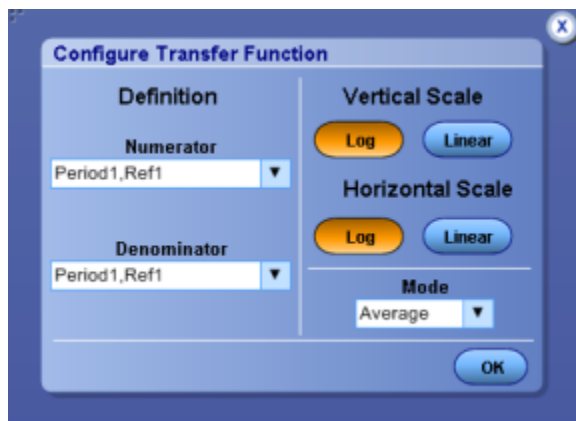 X
Configure Transfer Function
Definition
Numerator
Period1,Ref1
Denominator
Period1,Ref1
Vertical Scale
Log Linear
Horizontal Scale
Log Linear
Mode
Average
OK